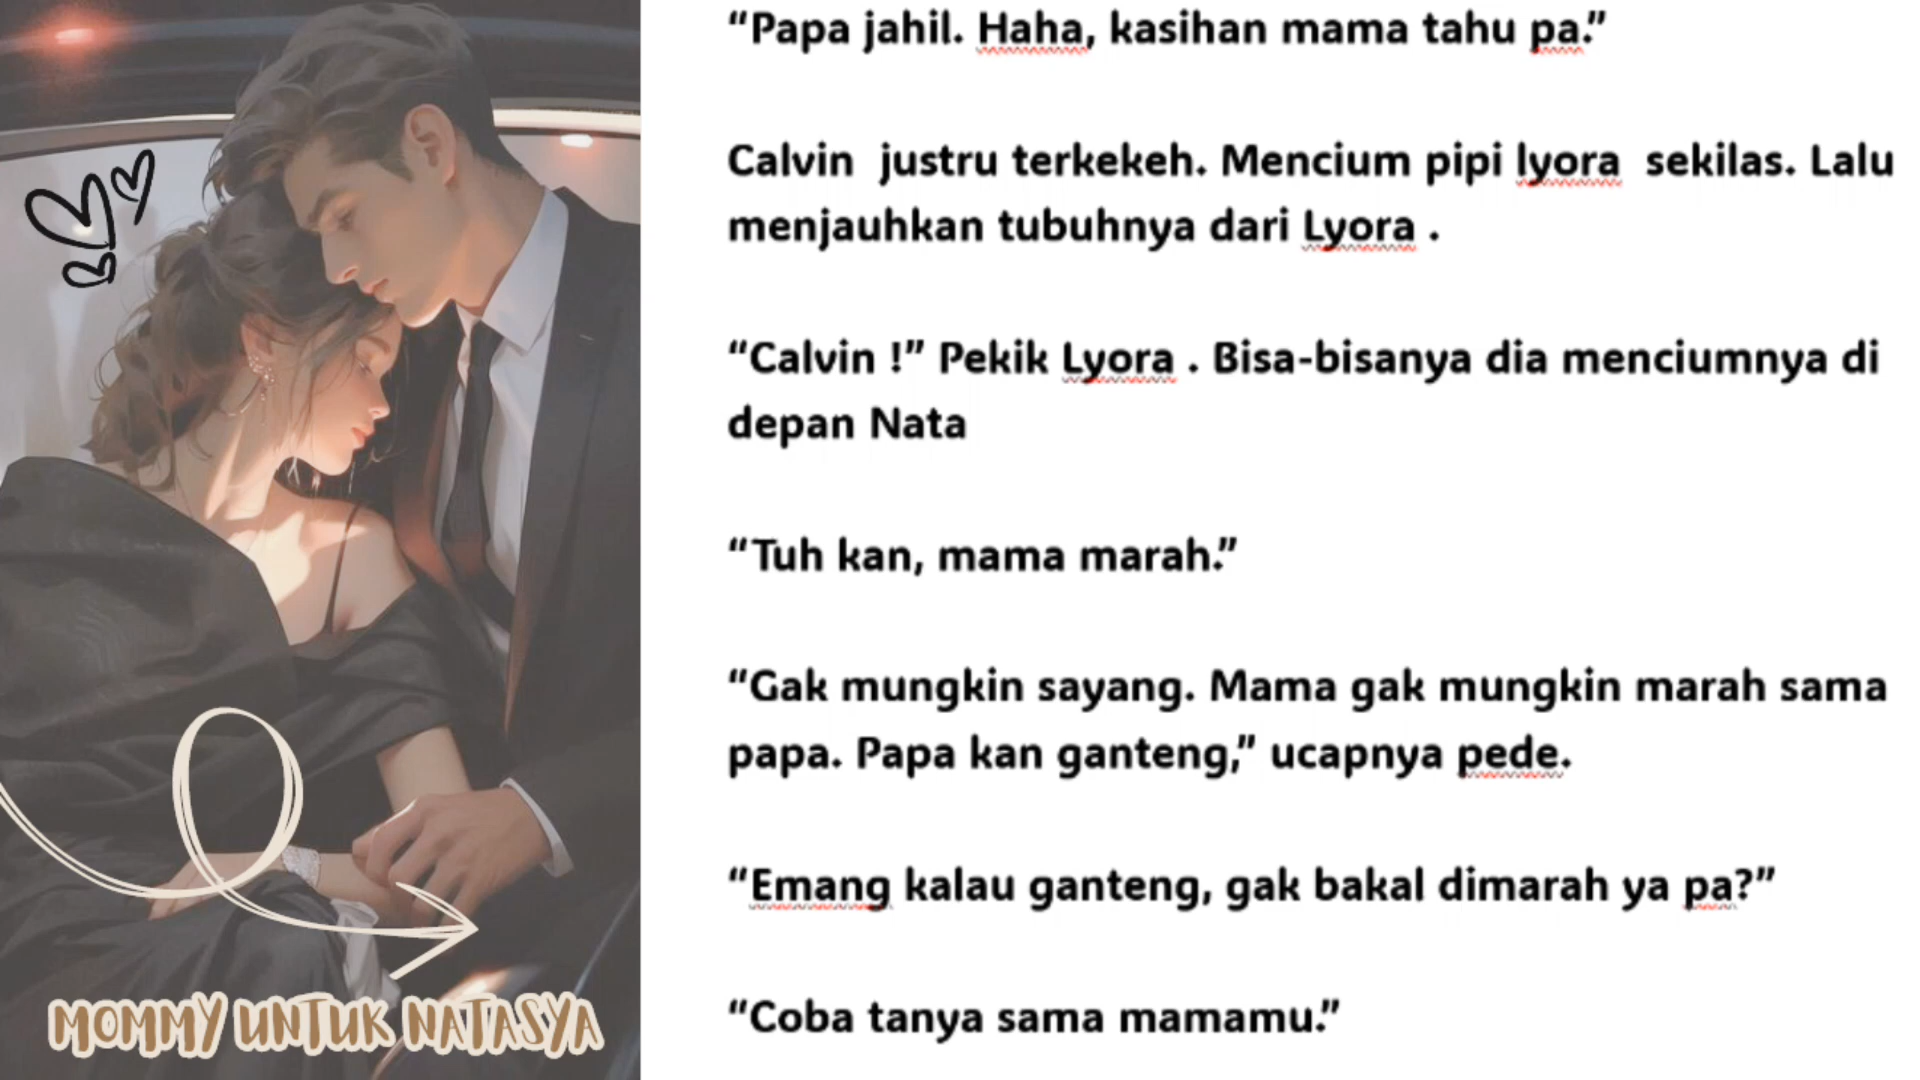 “Papa jahil. Haha, kasihan mama tahu pa.”
Calvin  justru terkekeh. Mencium pipi lyora  sekilas. Lalu
menjauhkan tubuhnya dari Lyora .
“Calvin !” Pekik Lyora . Bisa-bisanya dia menciumnya di
depan Nata
“Tuh kan, mama marah.”
“Gak mungkin sayang. Mama gak mungkin marah sama
papa. Papa kan ganteng,” ucapnya pede.
“Emang kalau ganteng, gak bakal dimarah ya pa?”
“Coba tanya sama mamamu.”
MOMMY UNTUK NATASYA